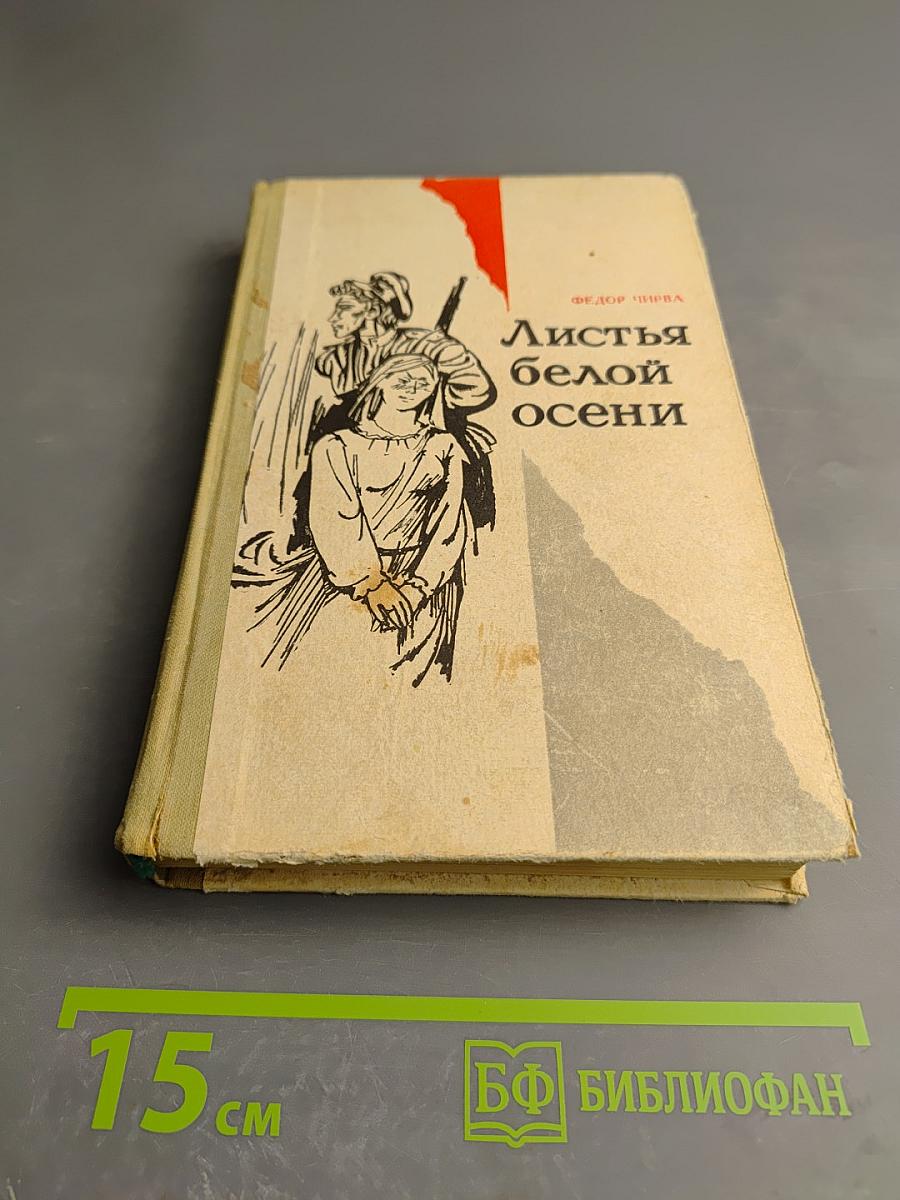 ФЕДОР ЧИРВА
Листья
белой
осени
15 см
БФ БИБЛИОФАН